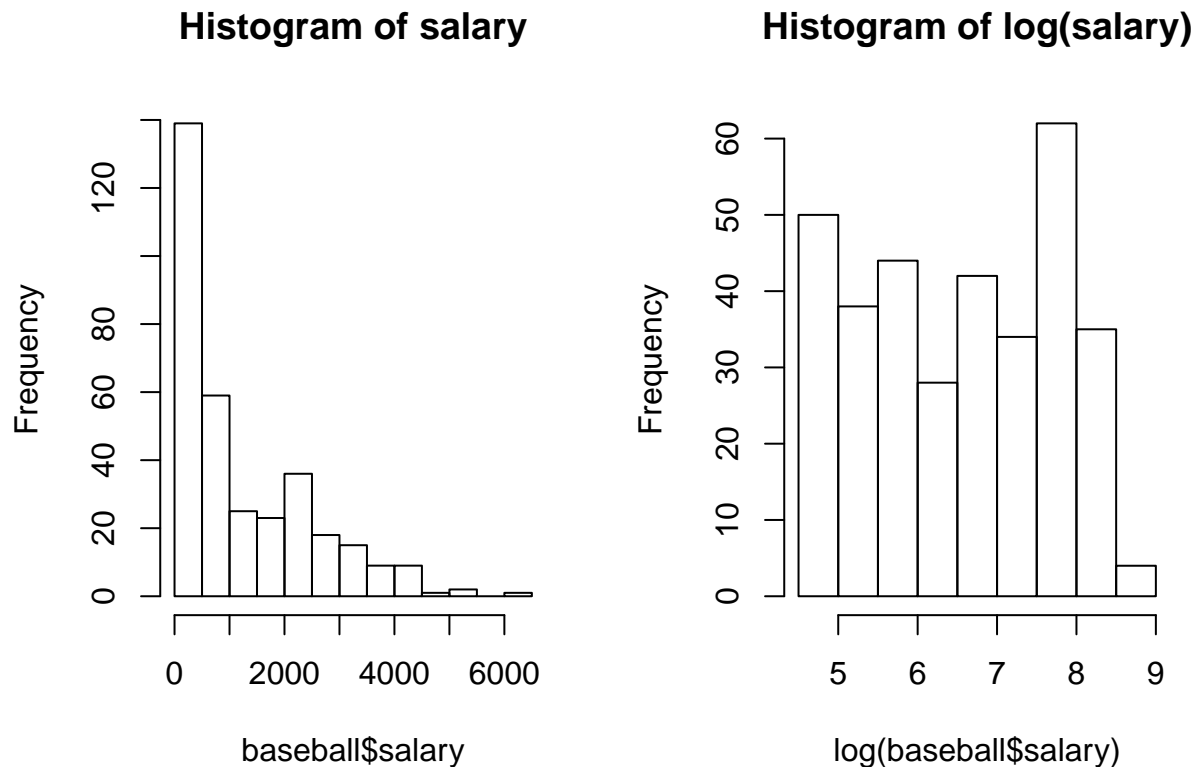 Histogram of salary
Frequency
0 20 40 60 80 120
0 2000 4000 6000
baseball$salary
Histogram of log(salary)
Frequency
0 10 20 30 40 50 60
5 6 7 8 9
log(baseball$salary)